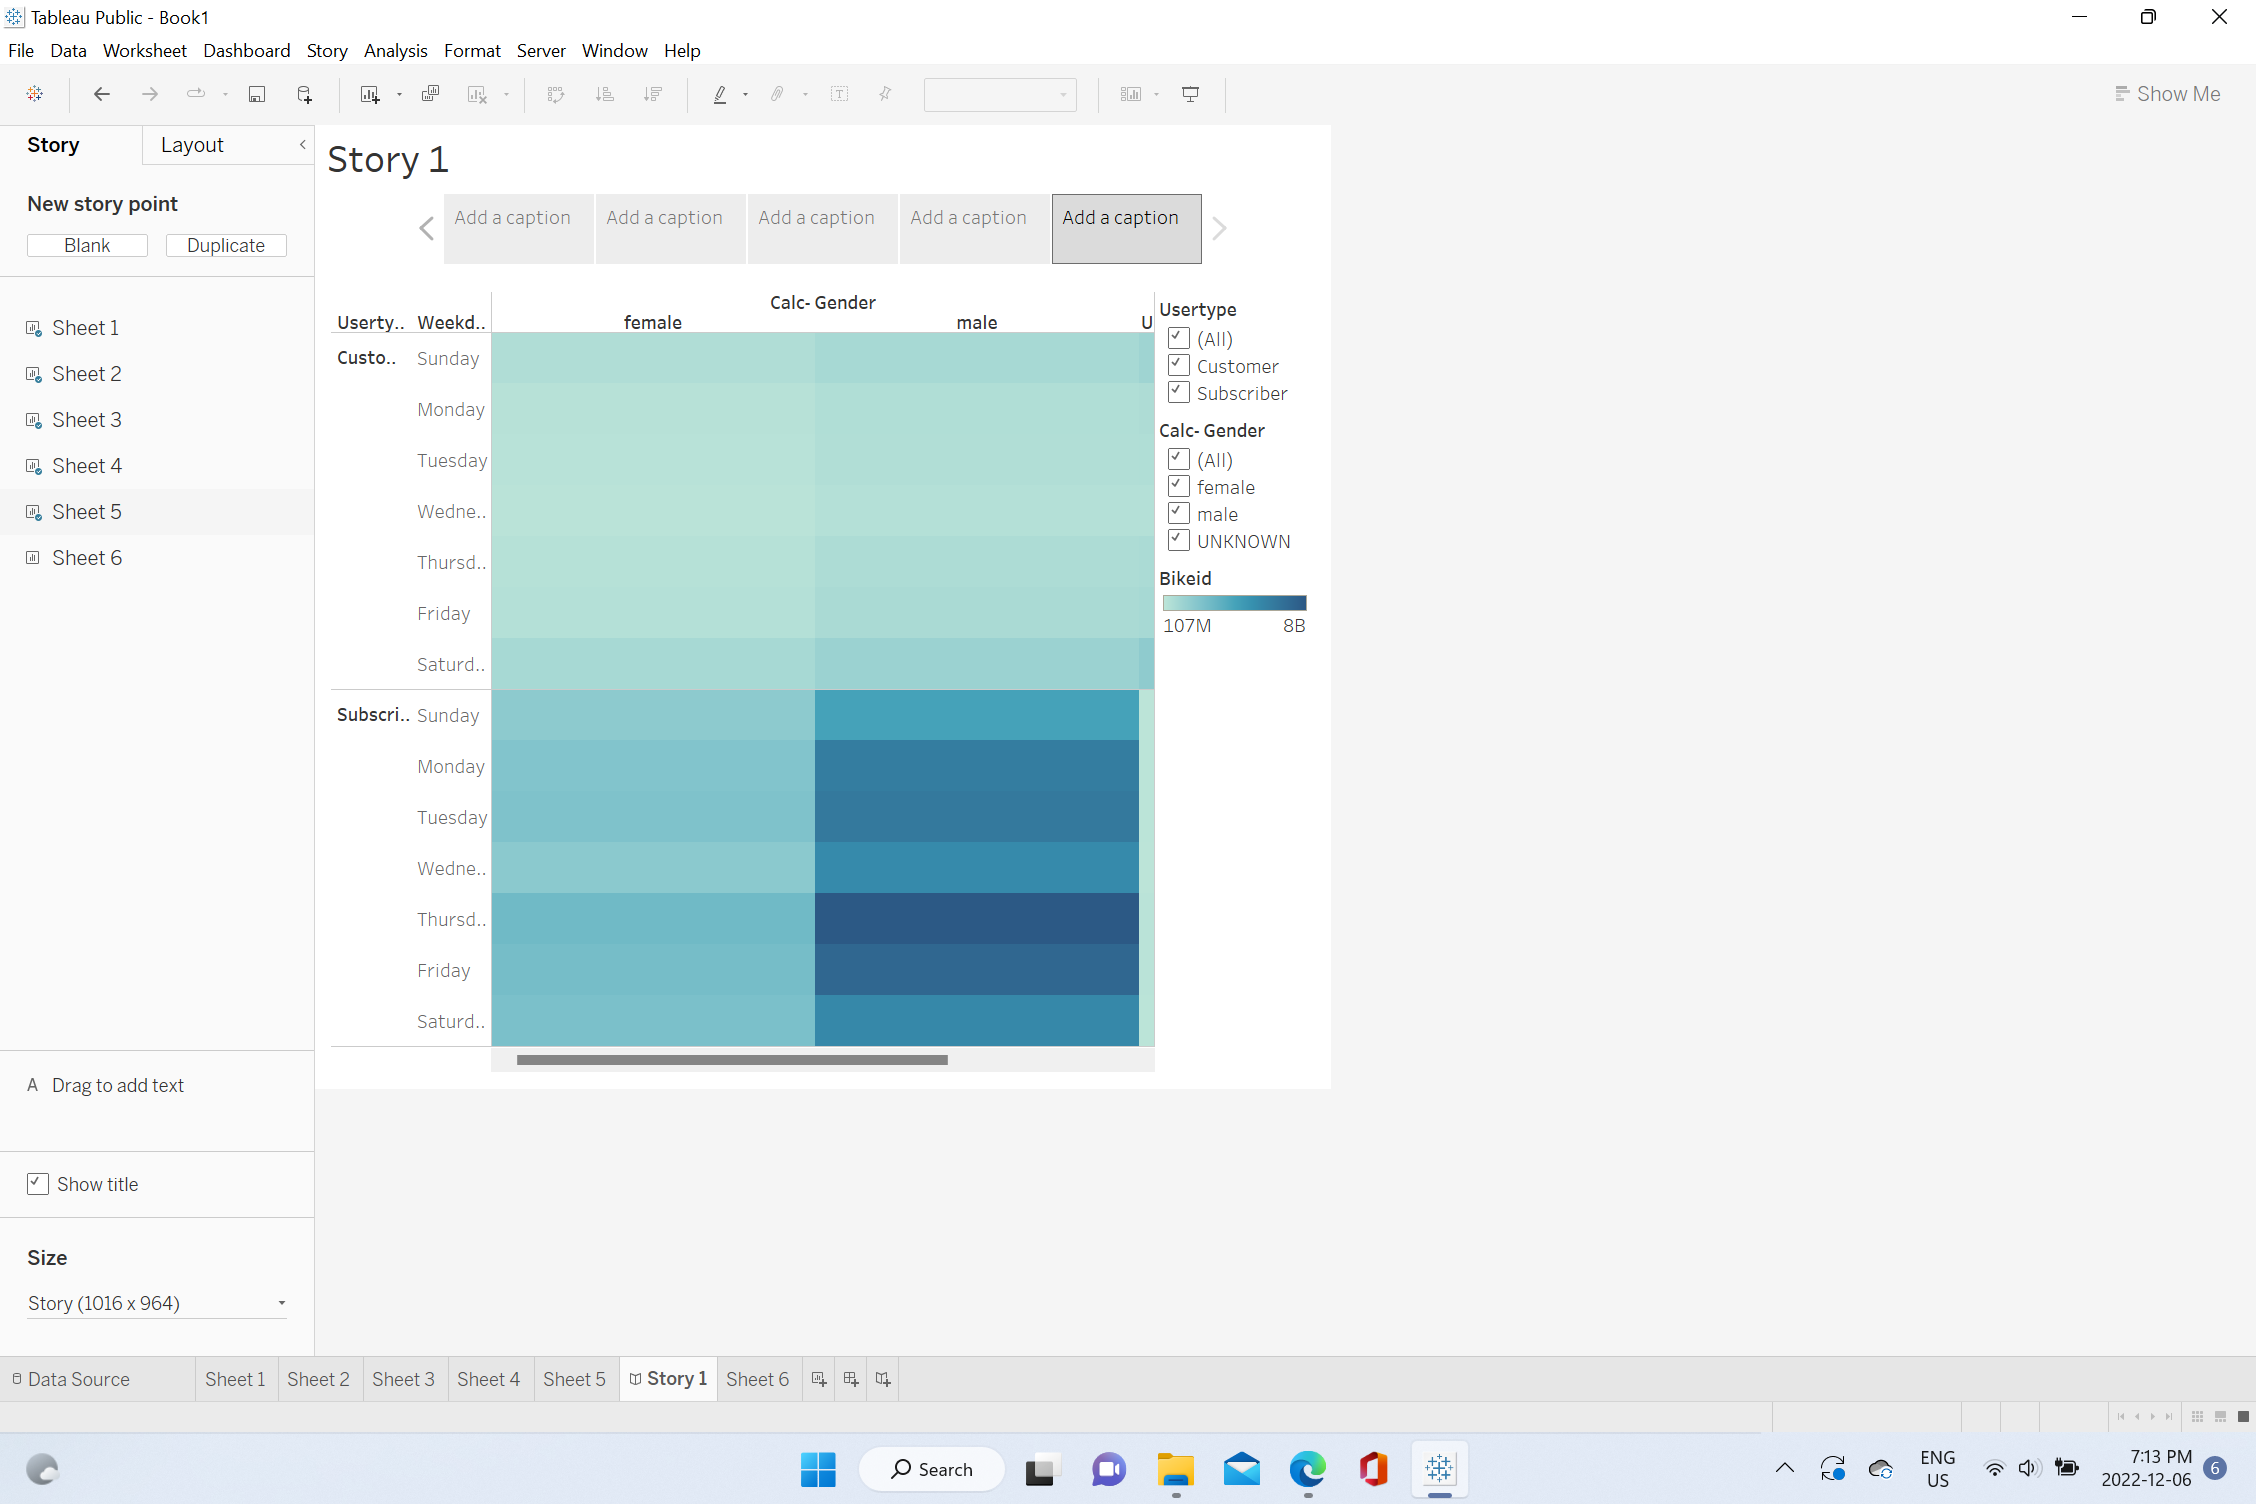 Tableau Public - Book1
File Data Worksheet Dashboard Story Analysis Format Server Window Help
Show Me
Story Layout
New story point
Blank Duplicate
Sheet 1
Sheet 2
Sheet 3
Sheet 4
Sheet 5
Sheet 6
A Drag to add text
Show title
Size
Story (1016 x 964)
Story 1
Add a caption Add a caption Add a caption Add a caption Add a caption
Calc- Gender
Userty.. Weekd.. female male U
Custo.. Sunday
Monday
Tuesday
Wedne..
Thursd..
Friday
Saturd..
Subscri.. Sunday
Monday
Tuesday
Wedne..
Thursd..
Friday
Saturd..
Usertype
(All)
Customer
Subscriber
Calc- Gender
(All)
female
male
UNKNOWN
Bikeid
107M 8B
Data Source Sheet 1 Sheet 2 Sheet 3 Sheet 4 Sheet 5 Story 1 Sheet 6
Search
ENG
US
7:13 PM
2022-12-06
6